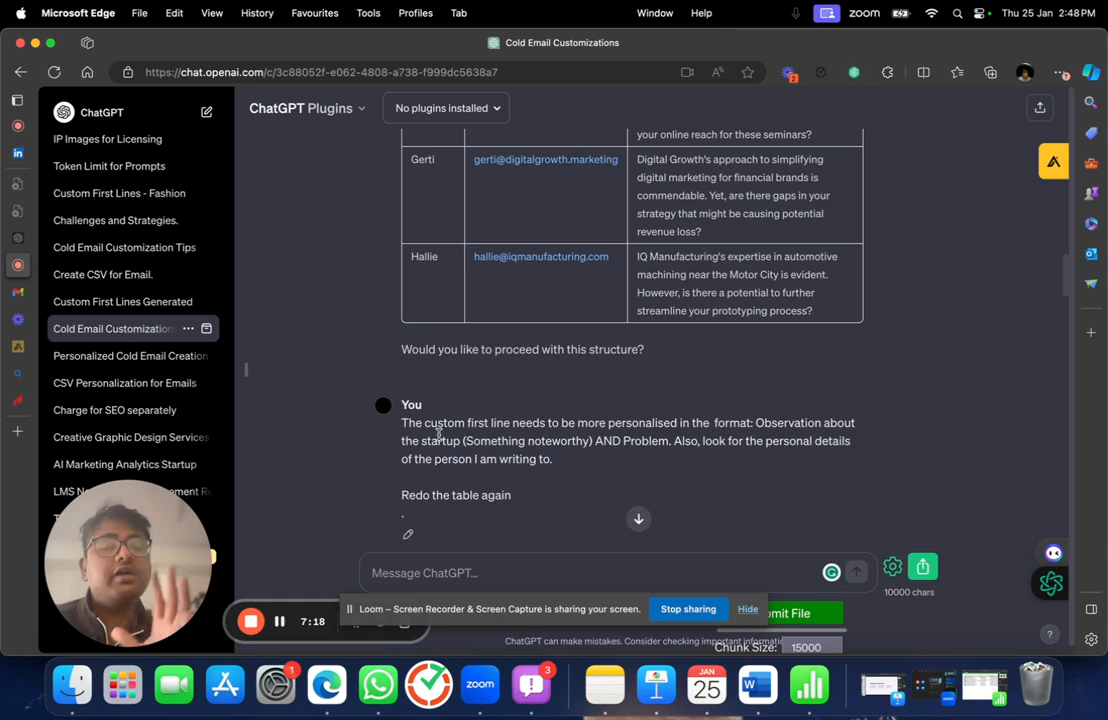 Microsoft Edge File Edit View History Favourites Tools Profiles Tab Window Help zoom Thu 25 Jan 2:48 PM
Cold Email Customizations
https://chat.openai.com/c/3c88052f-e062-4808-a738-f999dc5638a7
2
ChatGPT
IP Images for Licensing
Token Limit for Prompts
Custom First Lines - Fashion
Challenges and Strategies.
Cold Email Customization Tips
Create CSV for Email.
Custom First Lines Generated
Cold Email Customization
Personalized Cold Email Creation
CSV Personalization for Emails
Charge for SEO separately
Creative Graphic Design Services
AI Marketing Analytics Startup
ChatGPT Plugins
No plugins installed
your online reach for these seminars?
Gerti
gerti@digitalgrowth.marketing
Digital Growth's approach to simplifying
digital marketing for financial brands is
commendable. Yet, are there gaps in your
strategy that might be causing potential
revenue loss?
Hallie
hallie@iqmanufacturing.com
IQ Manufacturing's expertise in automotive
machining near the Motor City is evident.
However, is there a potential to further
streamline your prototyping process?
Would you like to proceed with this structure?
You
The custom first line needs to be more personalised in the format: Observation about
the startup (Something noteworthy) AND Problem. Also, look for the personal details
of the person I am writing to.
Redo the table again
.
Message ChatGPT...
10000 chars
Loom – Screen Recorder & Screen Capture is sharing your screen. Stop sharing Hide
7:18
File
ChatGPT can make mistakes. Consider checking important
Chunk Size: 15000
?
1
zoom
3
JAN
25